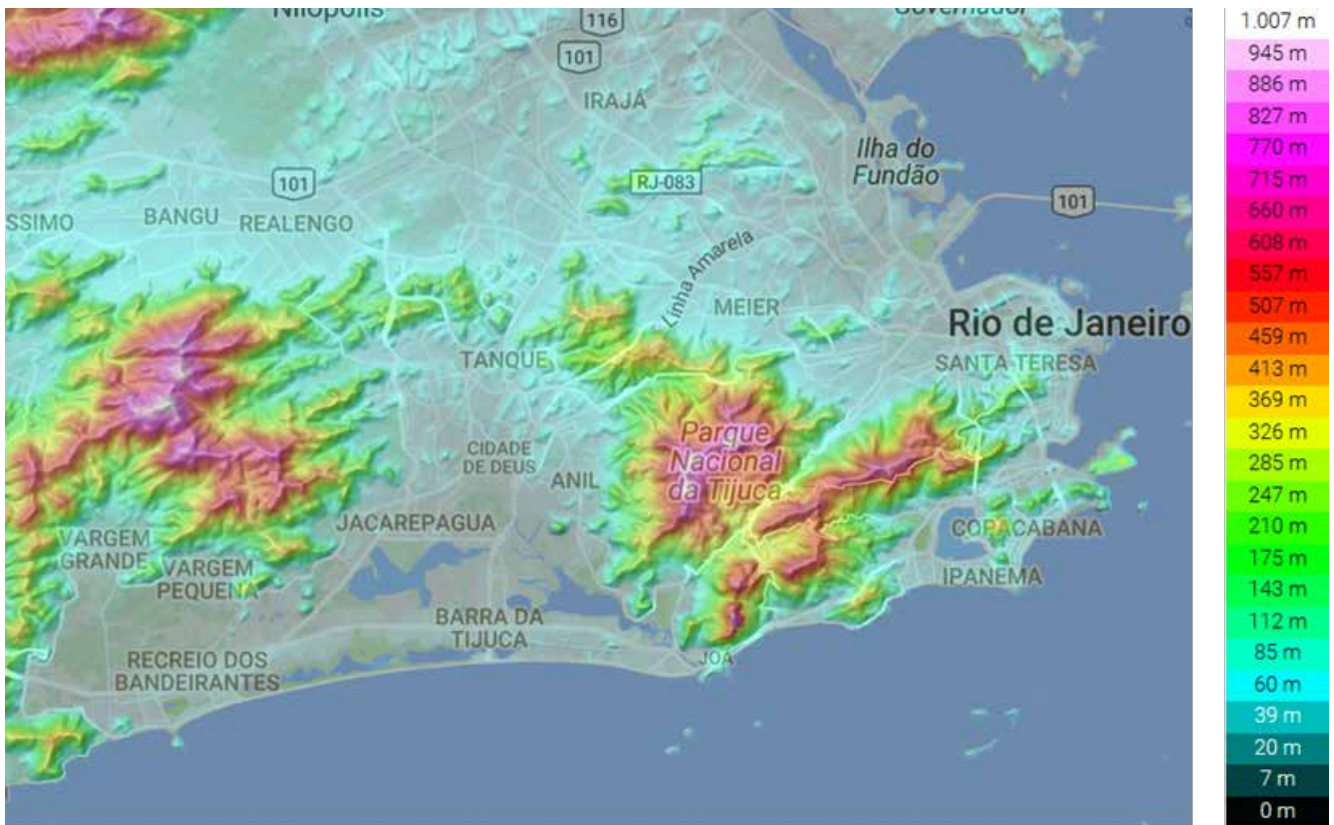 Nilópolis
Governador
116
101
IRAJÁ
Ilha do
Fundão
RJ-083
101
101
SSIMO
BANGU
REALENGO
Linha Amarela
MEIER
Rio de Janeiro
TANQUE
SANTA TERESA
Parque
Nacional
da Tijuca
CIDADE
DE DEUS
ANIL
JACAREPAGUA
COPACABANA
VARGEM
GRANDE
VARGEM
PEQUENA
IPANEMA
BARRA DA
TIJUCA
JOÁ
RECREIO DOS
BANDEIRANTES
1.007 m
945 m
886 m
827 m
770 m
715 m
660 m
608 m
557 m
507 m
459 m
413 m
369 m
326 m
285 m
247 m
210 m
175 m
143 m
112 m
85 m
60 m
39 m
20 m
7 m
0 m